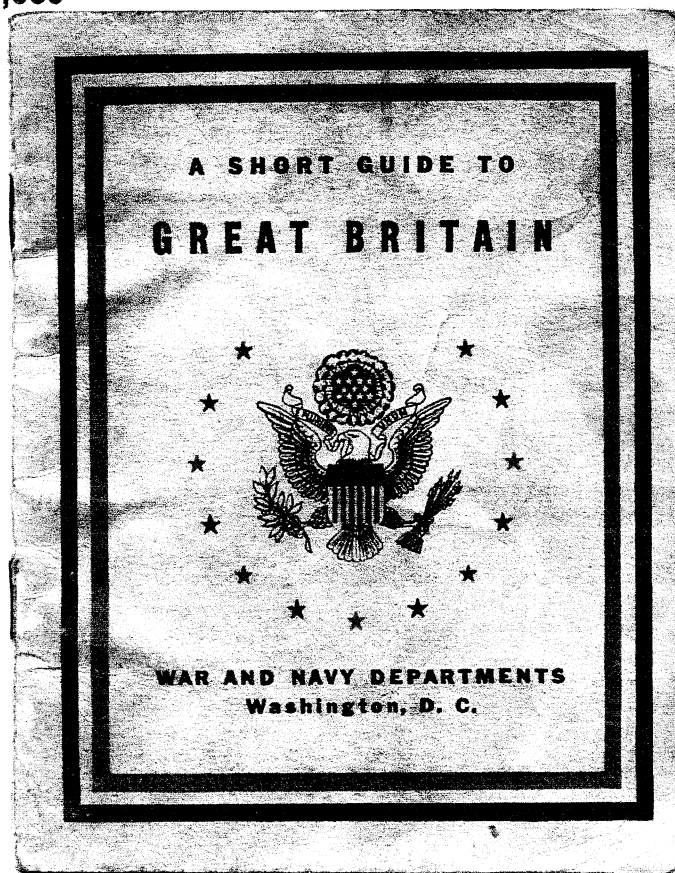 A SHORT GUIDE TO
GREAT BRITAIN
WAR AND NAVY DEPARTMENTS
Washington, D. C.